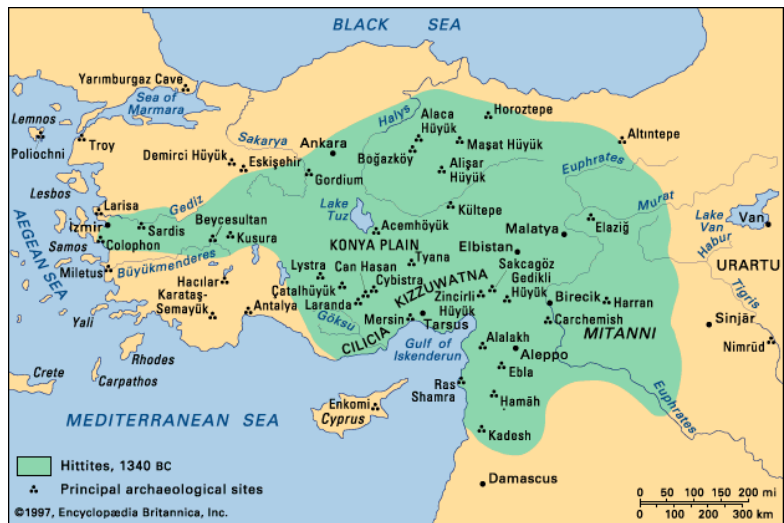 BLACK SEA
Yarımburgaz Cave
Sea of
Marmara
Lemnos
Poliochni
Troy
Sakarya
Ankara
Halys
Alaca
Hüyük
Horoztepe
Boğazköy
Maşat Hüyük
Altıntepe
Demirci Hüyük
Eskişehir
Gordium
Alişar
Hüyük
Euphrates
Lesbos
Larisa
Gediz
Murat
AEGEAN SEA
İzmir
Sardis
Beycesultan
Kuşura
Lake
Tuz
Kültepe
Elaziğ
Lake
Van
Van
Samos
Colophon
Acemhöyük
Malatya
KONYA PLAIN
Elbistan
Habur
URARTU
Miletus
Büyükmenderes
Lystra
Can Hasan
Tyana
Sakcagöz
Gedikli
Hüyük
Tigris
Hacılar
Karataş-
Semayük
Çatalhüyük
Cybistra
KIZZUWATNA
Zincirli
Hüyük
Birecik
Harran
Laranda
Antalya
Yali
Göksu
Mersin
Tarsus
Carchemish
MITANNI
Sinjār
CILICIA
Gulf of
Iskenderun
Alalakh
Aleppo
Nimrūd
Rhodes
Crete
Carpathos
Ebla
Ras
Shamra
Euphrates
Enkomi
Cyprus
Hamāh
MEDITERRANEAN SEA
Kadesh
Hittites, 1340 BC
Damascus
Principal archaeological sites
0 50 100 150 200 mi
0 100 200 300 km
©1997, Encyclopædia Britannica, Inc.